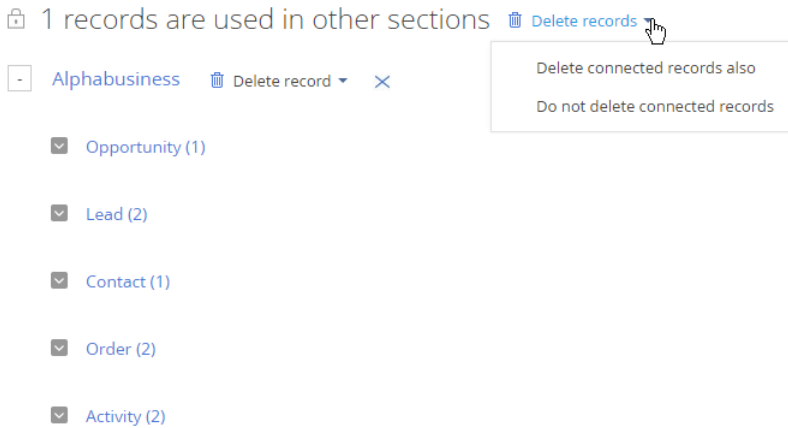 1 records are used in other sections Delete records
Delete connected records also
Do not delete connected records
- Alphabusiness Delete record
Opportunity (1)
Lead (2)
Contact (1)
Order (2)
Activity (2)